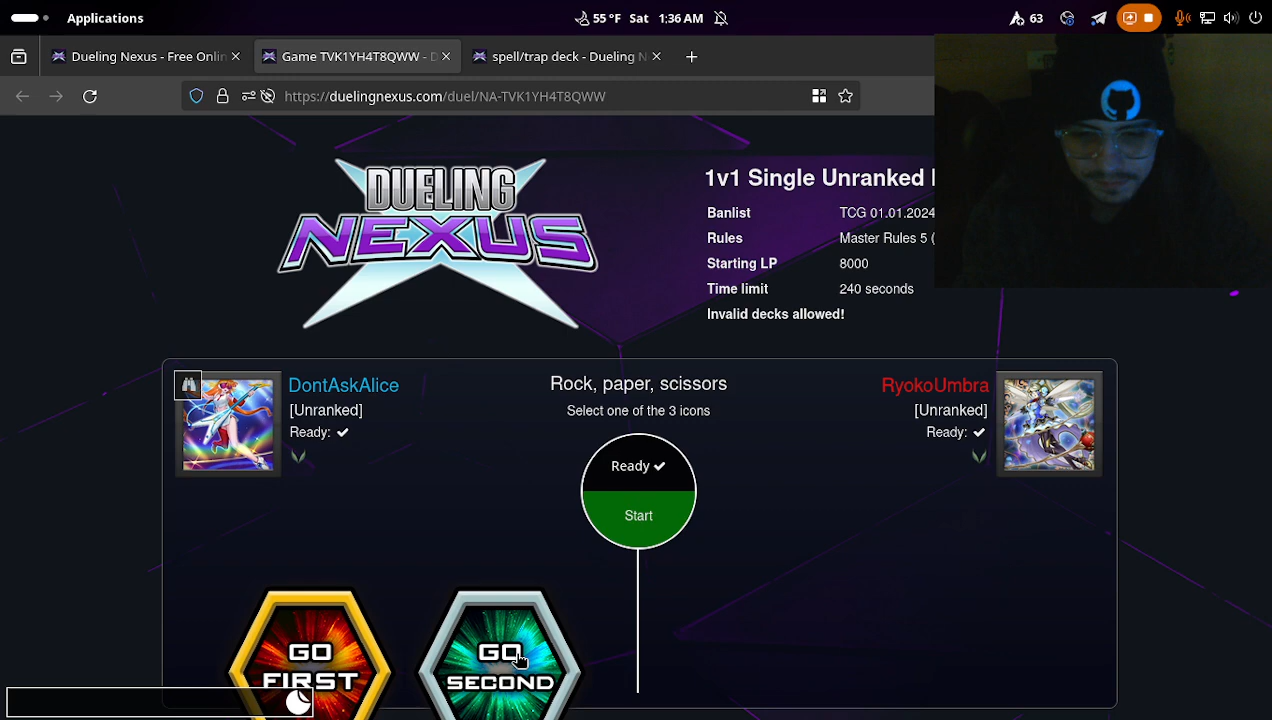 Applications
55 °F Sat 1:36 AM
63
Dueling Nexus - Free Onlin
Game TVK1YH4T8QWW - D
spell/trap deck - Dueling N
https://duelingnexus.com/duel/NA-TVK1YH4T8QWW
DUELING
NEXUS
1v1 Single Unranked
Banlist TCG 01.01.2024
Rules Master Rules 5 (
Starting LP 8000
Time limit 240 seconds
Invalid decks allowed!
DontAskAlice
[Unranked]
Ready: ✔
Rock, paper, scissors
Select one of the 3 icons
RyokoUmbra
[Unranked]
Ready: ✔
Ready ✔
Start
GO FIRST
GO SECOND